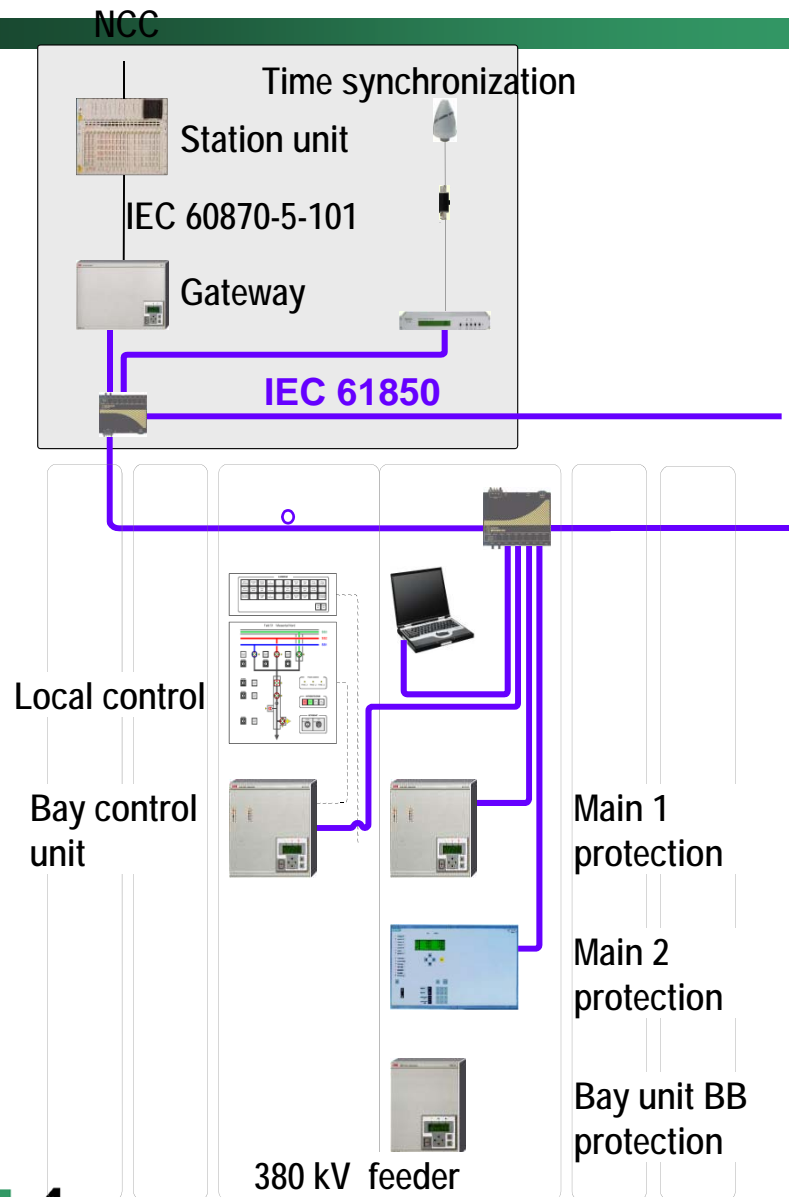 NCC
Time synchronization
Station unit
IEC 60870-5-101
Gateway
IEC 61850
Local control
Bay control
unit
Main 1
protection
Main 2
protection
Bay unit BB
protection
380 kV feeder